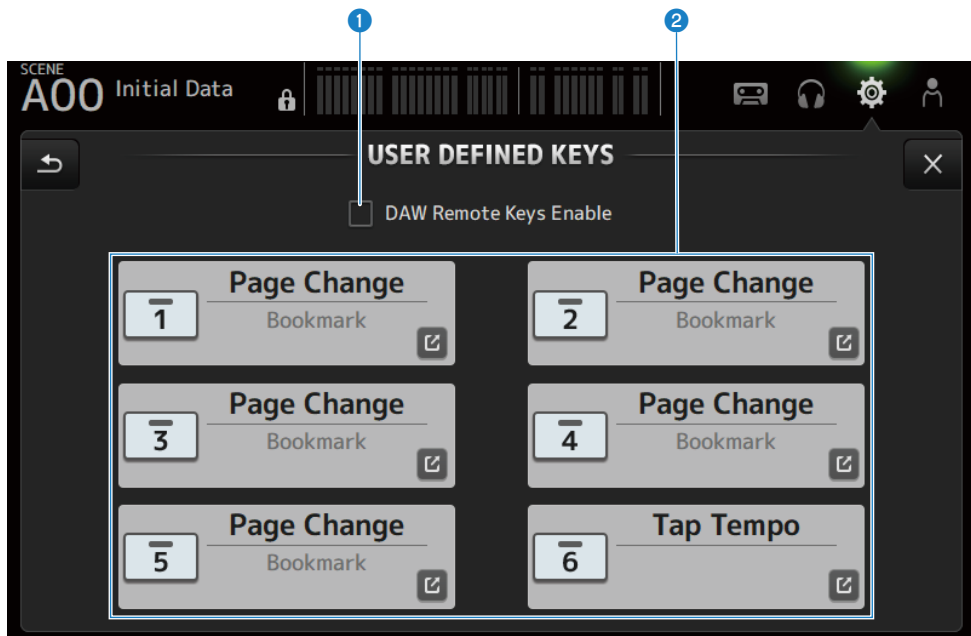 1 2
SCENE
A00 Initial Data
USER DEFINED KEYS
DAW Remote Keys Enable
1 Page Change
Bookmark
2 Page Change
Bookmark
3 Page Change
Bookmark
4 Page Change
Bookmark
5 Page Change
Bookmark
6 Tap Tempo